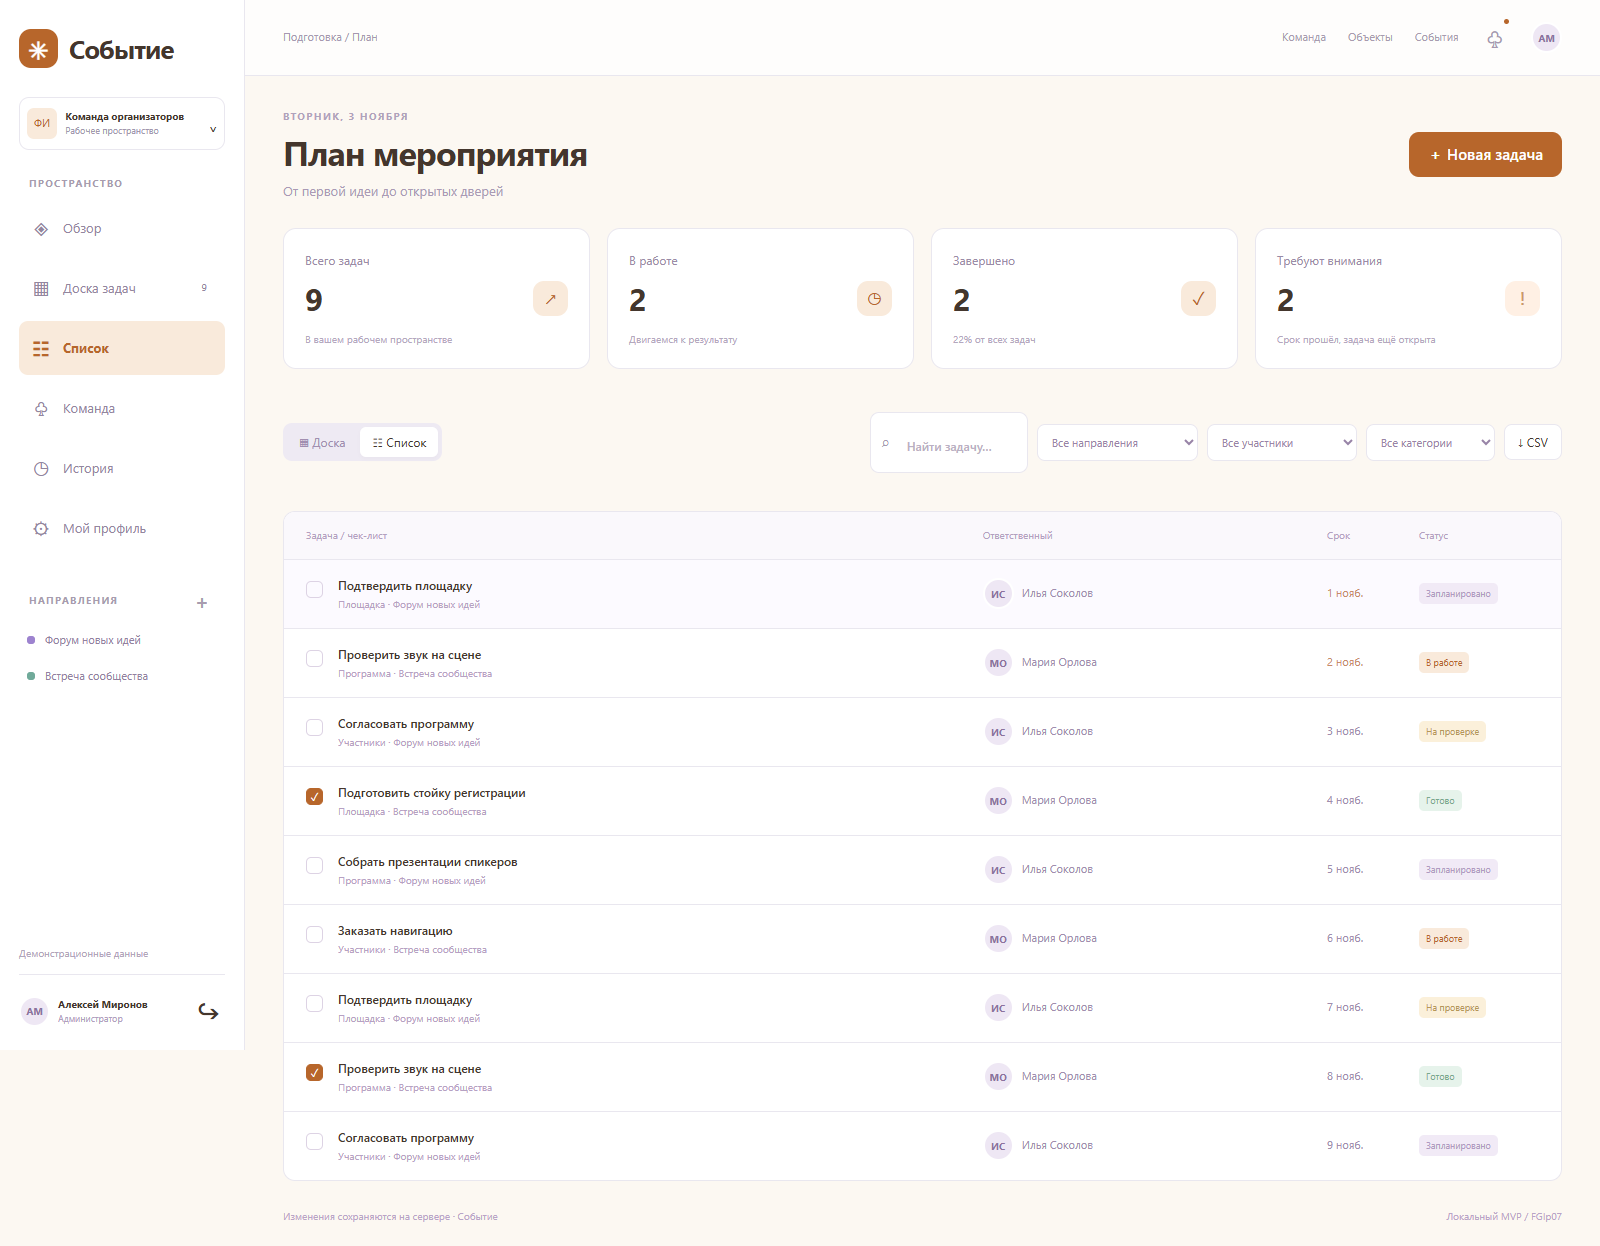 Событие
ФИ
Команда организаторов
Рабочее пространство
ПРОСТРАНСТВО
Обзор
Доска задач 9
Список
Команда
История
Мой профиль
НАПРАВЛЕНИЯ +
Форум новых идей
Встреча сообщества
Демонстрационные данные
АМ
Алексей Миронов
Администратор
Подготовка / План
Команда Объекты События АМ
ВТОРНИК, 3 НОЯБРЯ
План мероприятия
От первой идеи до открытых дверей
+ Новая задача
Всего задач
9
В вашем рабочем пространстве
В работе
2
Двигаемся к результату
Завершено
2
22% от всех задач
Требуют внимания
2
!
Срок прошёл, задача ещё открыта
Доска Список
Найти задачу...
Все направления
Все участники
Все категории
↓ CSV
Задача / чек-лист Ответственный Срок Статус
Подтвердить площадку
Площадка · Форум новых идей
ИС Илья Соколов 1 нояб. Запланировано
Проверить звук на сцене
Программа · Встреча сообщества
МО Мария Орлова 2 нояб. В работе
Согласовать программу
Участники · Форум новых идей
ИС Илья Соколов 3 нояб. На проверке
Подготовить стойку регистрации
Площадка · Встреча сообщества
МО Мария Орлова 4 нояб. Готово
Собрать презентации спикеров
Программа · Форум новых идей
ИС Илья Соколов 5 нояб. Запланировано
Заказать навигацию
Участники · Встреча сообщества
МО Мария Орлова 6 нояб. В работе
Подтвердить площадку
Площадка · Форум новых идей
ИС Илья Соколов 7 нояб. На проверке
Проверить звук на сцене
Программа · Встреча сообщества
МО Мария Орлова 8 нояб. Готово
Согласовать программу
Участники · Форум новых идей
ИС Илья Соколов 9 нояб. Запланировано
Изменения сохраняются на сервере · Событие
Локальный MVP / FGlp07